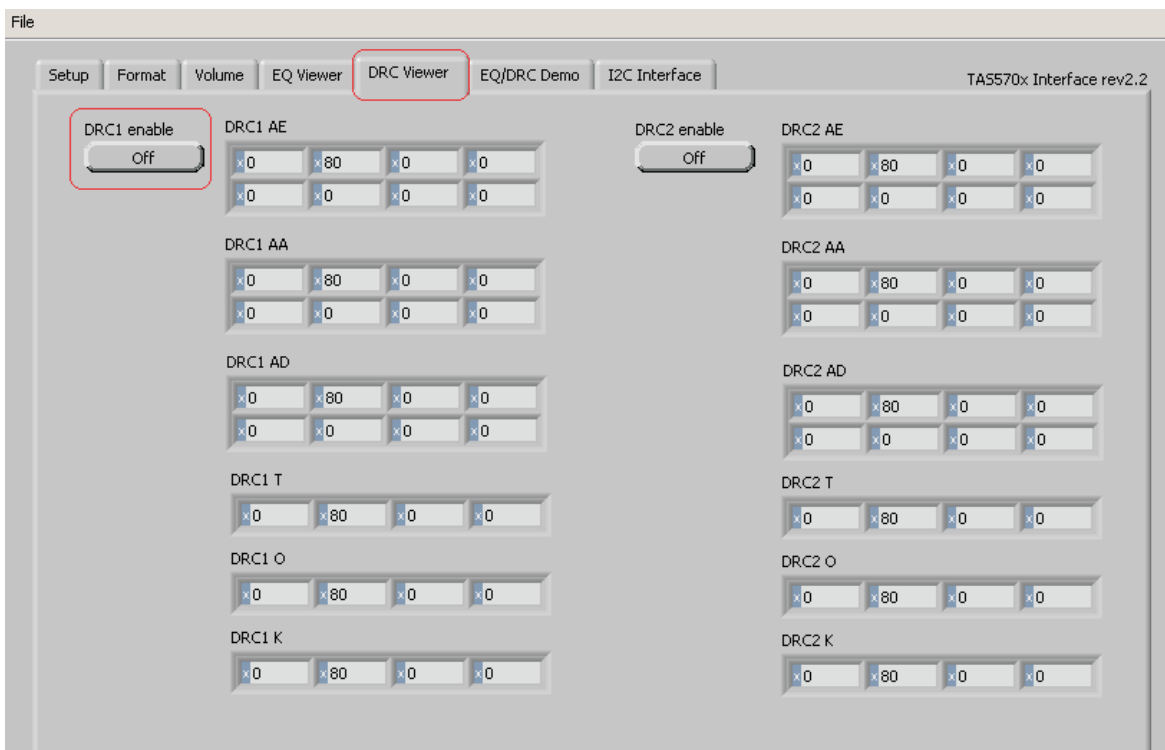 File
Setup Format Volume EQ Viewer DRC Viewer EQ/DRC Demo I2C Interface TAS570x Interface rev2.2
DRC1 enable
Off
DRC1 AE
x0 x80 x0 x0
x0 x0 x0 x0
DRC1 AA
x0 x80 x0 x0
x0 x0 x0 x0
DRC1 AD
x0 x80 x0 x0
x0 x0 x0 x0
DRC1 T
x0 x80 x0 x0
DRC1 O
x0 x80 x0 x0
DRC1 K
x0 x80 x0 x0
DRC2 enable
Off
DRC2 AE
x0 x80 x0 x0
x0 x0 x0 x0
DRC2 AA
x0 x80 x0 x0
x0 x0 x0 x0
DRC2 AD
x0 x80 x0 x0
x0 x0 x0 x0
DRC2 T
x0 x80 x0 x0
DRC2 O
x0 x80 x0 x0
DRC2 K
x0 x80 x0 x0